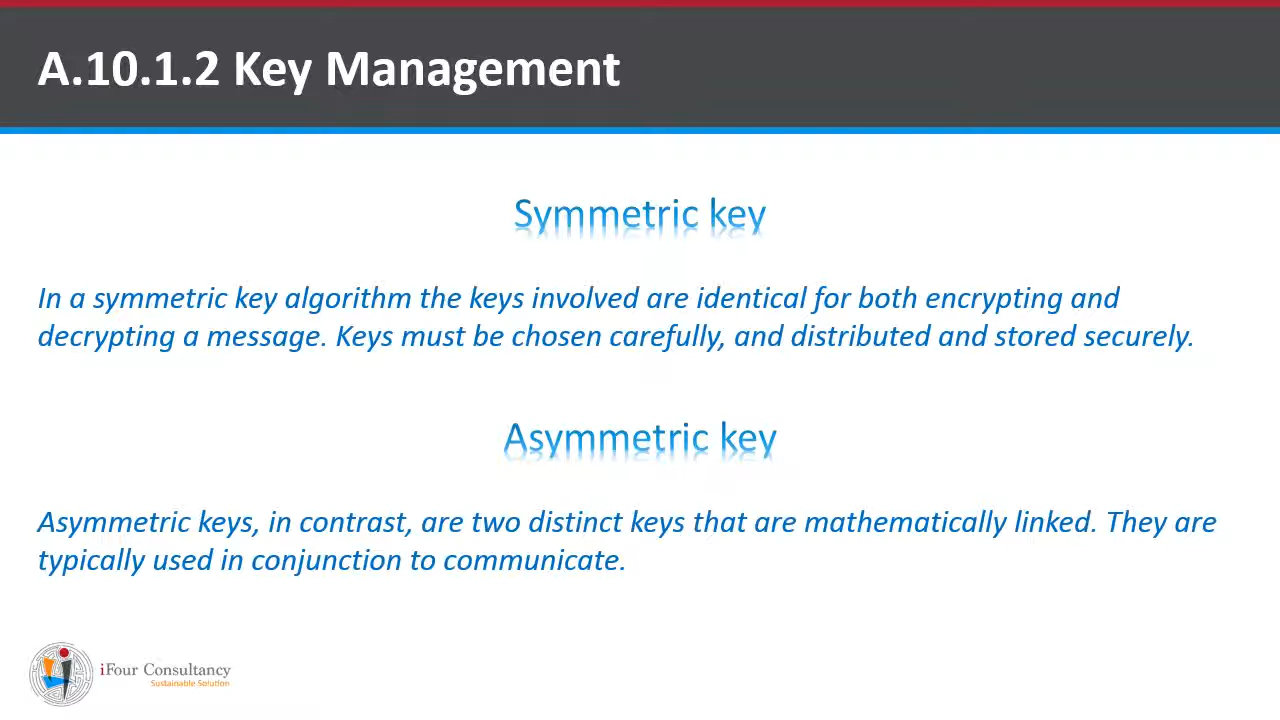 A.10.1.2 Key Management
Symmetric key
In a symmetric key algorithm the keys involved are identical for both encrypting and
decrypting a message. Keys must be chosen carefully, and distributed and stored securely.
Asymmetric key
Asymmetric keys, in contrast, are two distinct keys that are mathematically linked. They are
typically used in conjunction to communicate.
iFour Consultancy
Sustainable Solution